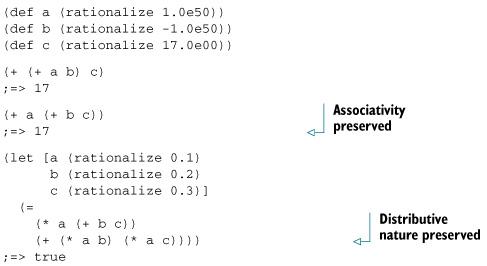 (def a (rationalize 1.0e50))
(def b (rationalize -1.0e50))
(def c (rationalize 17.0e00))
(+ (+ a b) c)
;=> 17
(+ a (+ b c))
;=> 17
Associativity
preserved
(let [a (rationalize 0.1)
      b (rationalize 0.2)
      c (rationalize 0.3)]
  (=
    (* a (+ b c))
    (+ (* a b) (* a c))))
;=> true
Distributive
nature preserved